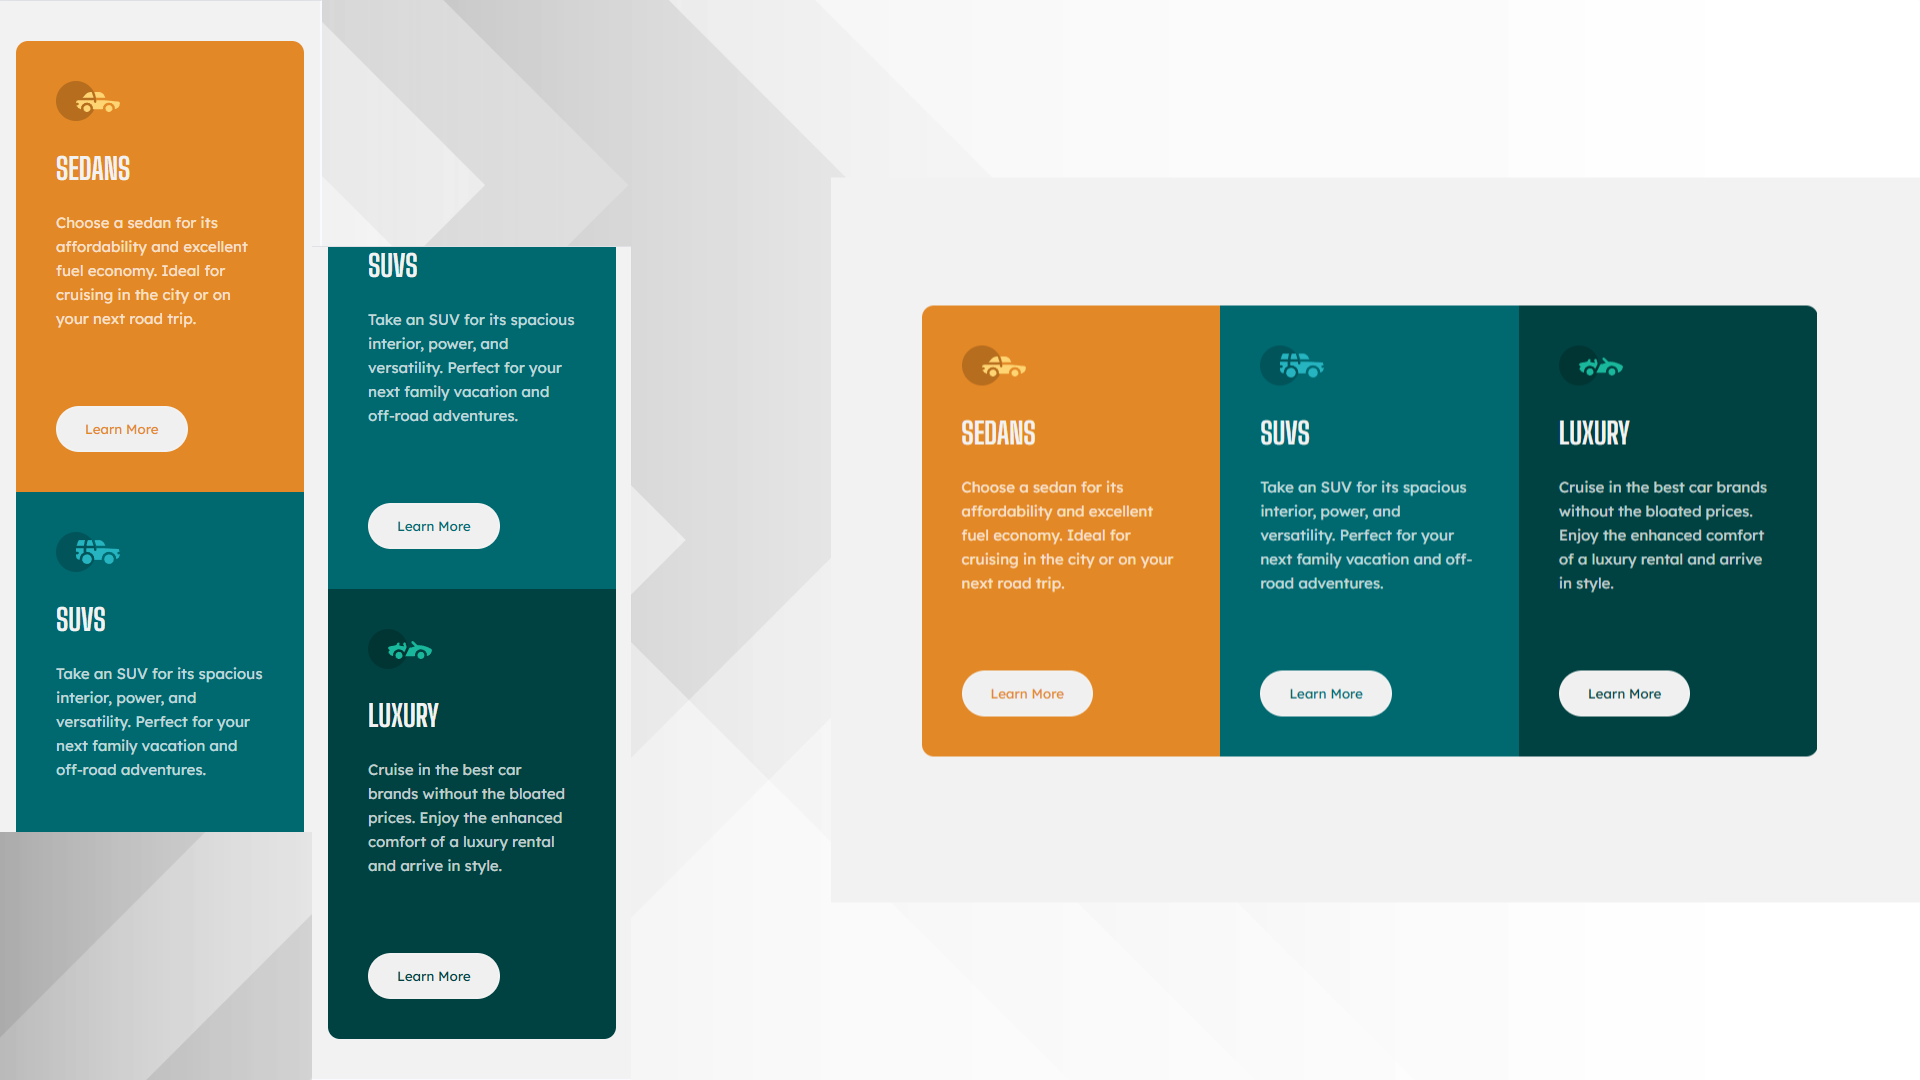 SEDANS
Choose a sedan for its
affordability and excellent
fuel economy. Ideal for
cruising in the city or on
your next road trip.
Learn More
SUVS
Take an SUV for its spacious
interior, power, and
versatility. Perfect for your
next family vacation and
off-road adventures.
SUVS
Take an SUV for its spacious
interior, power, and
versatility. Perfect for your
next family vacation and
off-road adventures.
Learn More
LUXURY
Cruise in the best car
brands without the bloated
prices. Enjoy the enhanced
comfort of a luxury rental
and arrive in style.
Learn More
SEDANS
Choose a sedan for its
affordability and excellent
fuel economy. Ideal for
cruising in the city or on your
next road trip.
Learn More
SUVS
Take an SUV for its spacious
interior, power, and
versatility. Perfect for your
next family vacation and off-
road adventures.
Learn More
LUXURY
Cruise in the best car brands
without the bloated prices.
Enjoy the enhanced comfort
of a luxury rental and arrive
in style.
Learn More